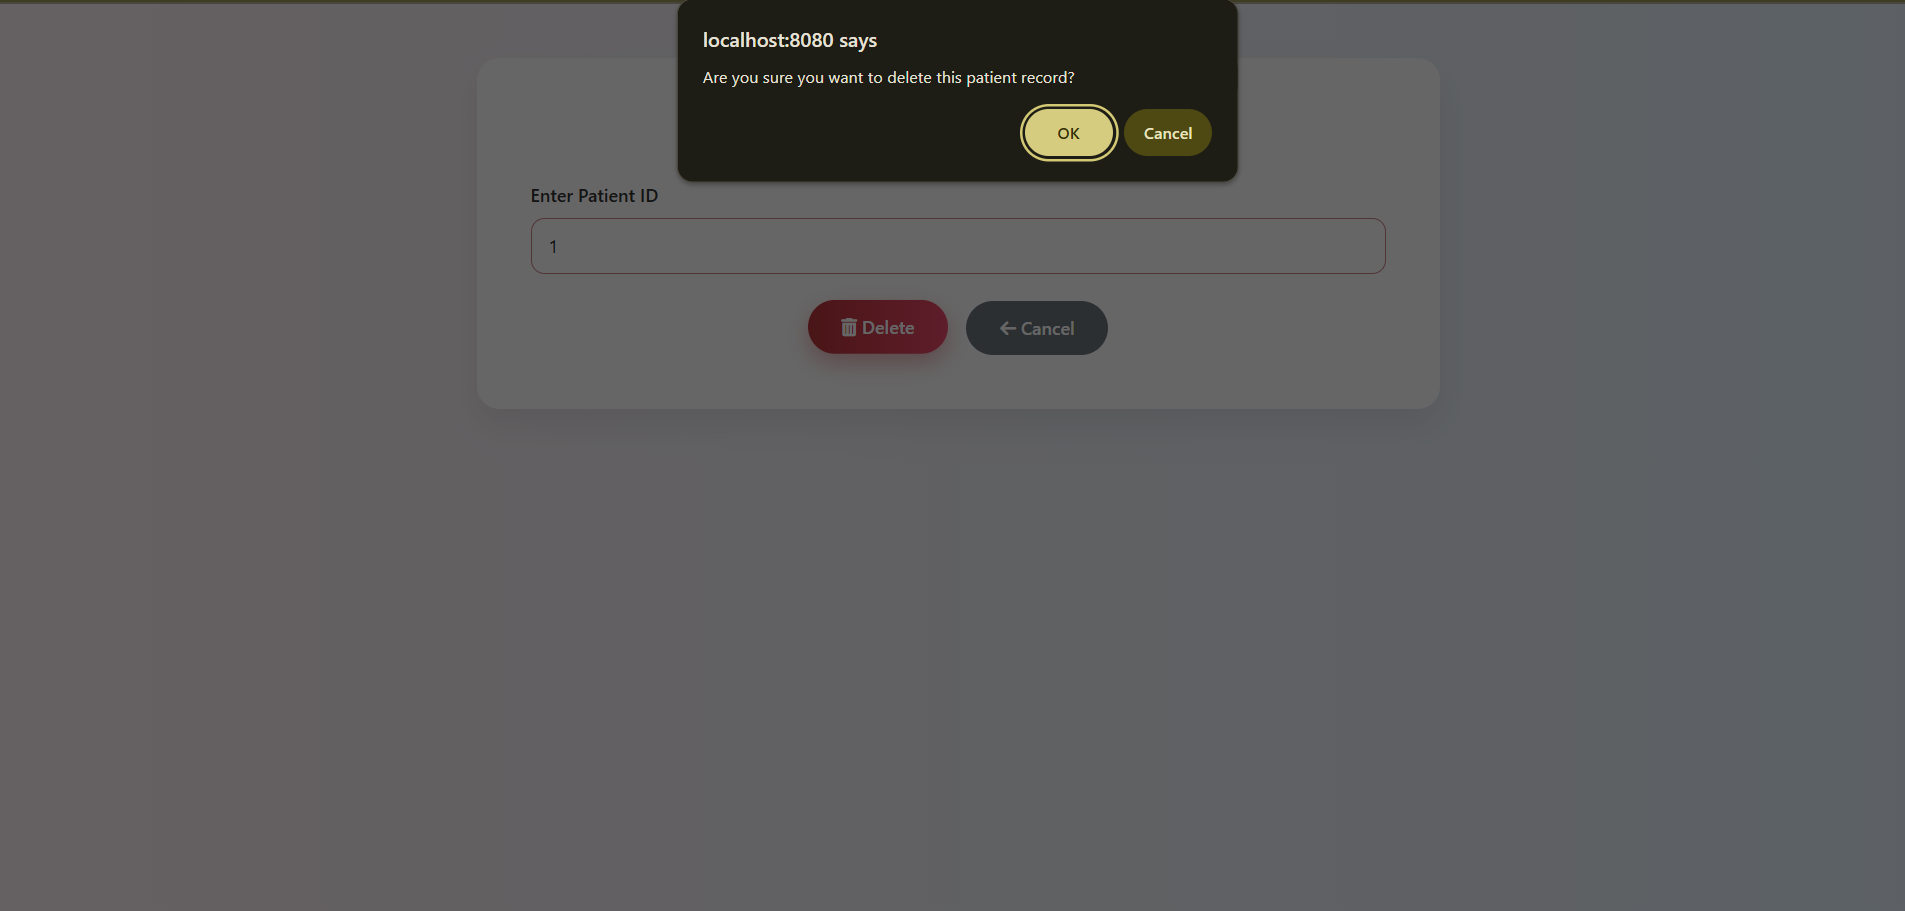 localhost:8080 says
Are you sure you want to delete this patient record?
OK
Cancel
Enter Patient ID
1
Delete
Cancel